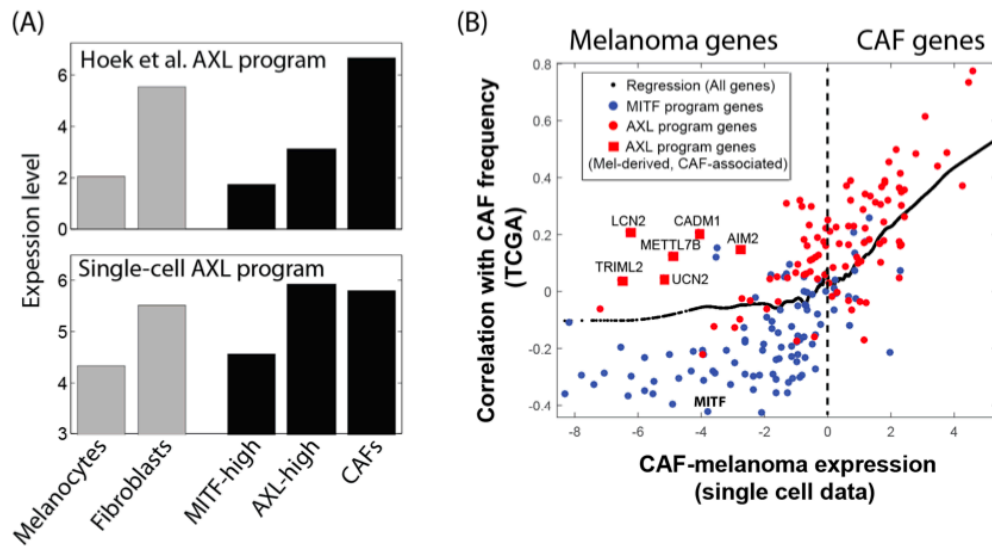 (A)
Hoek et al. AXL program
6
4
2
0
Single-cell AXL program
6
5
4
3
Expession level
Melanocytes
Fibroblasts
MITF-high
AXL-high
CAFs
(B)
Melanoma genes
CAF genes
Regression (All genes)
MITF program genes
AXL program genes
AXL program genes
(Mel-derived, CAF-associated)
0.8
0.6
0.4
0.2
0
-0.2
-0.4
Correlation with CAF frequency
(TCGA)
LCN2
CADM1
METTL7B
AIM2
TRIML2
UCN2
MITF
-8
-6
-4
-2
0
2
4
CAF-melanoma expression
(single cell data)